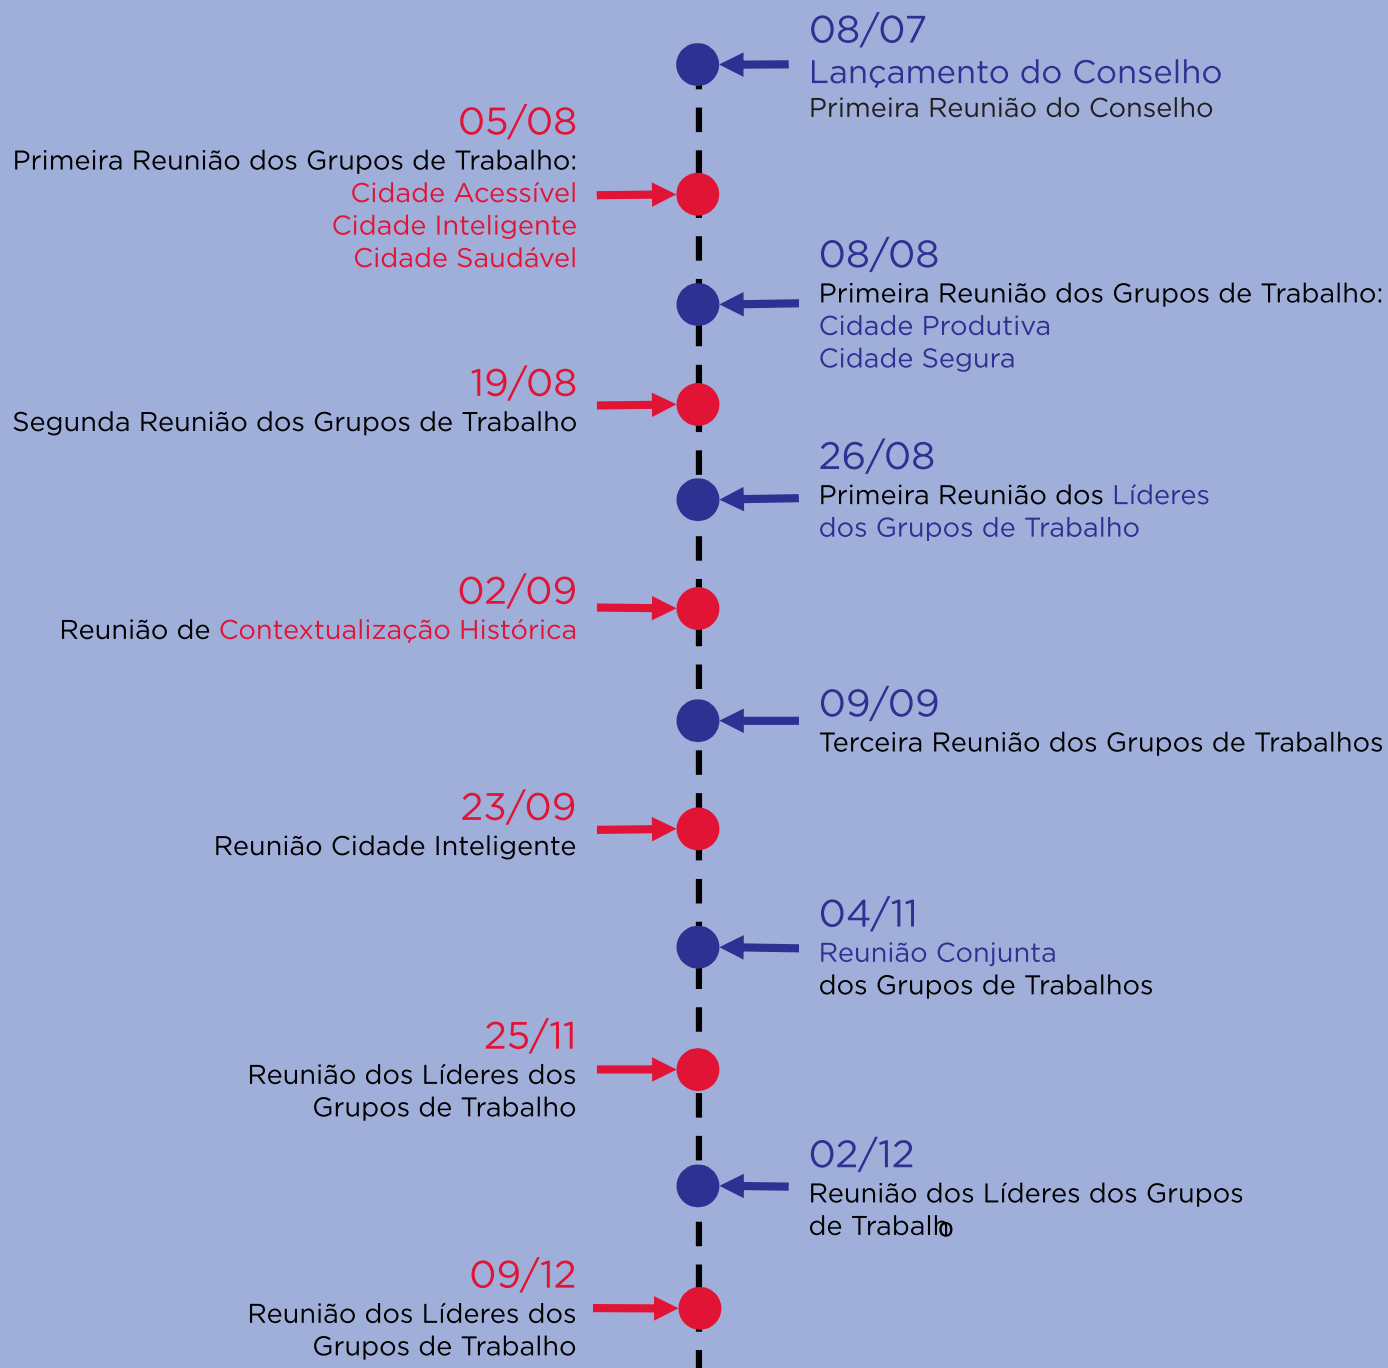 08/07
Lançamento do Conselho
Primeira Reunião do Conselho
05/08
Primeira Reunião dos Grupos de Trabalho:
Cidade Acessível
Cidade Inteligente
Cidade Saudável
08/08
Primeira Reunião dos Grupos de Trabalho:
Cidade Produtiva
Cidade Segura
19/08
Segunda Reunião dos Grupos de Trabalho
26/08
Primeira Reunião dos Líderes
dos Grupos de Trabalho
02/09
Reunião de Contextualização Histórica
09/09
Terceira Reunião dos Grupos de Trabalhos
23/09
Reunião Cidade Inteligente
04/11
Reunião Conjunta
dos Grupos de Trabalhos
25/11
Reunião dos Líderes dos
Grupos de Trabalho
02/12
Reunião dos Líderes dos Grupos
de Trabalho
09/12
Reunião dos Líderes dos
Grupos de Trabalho